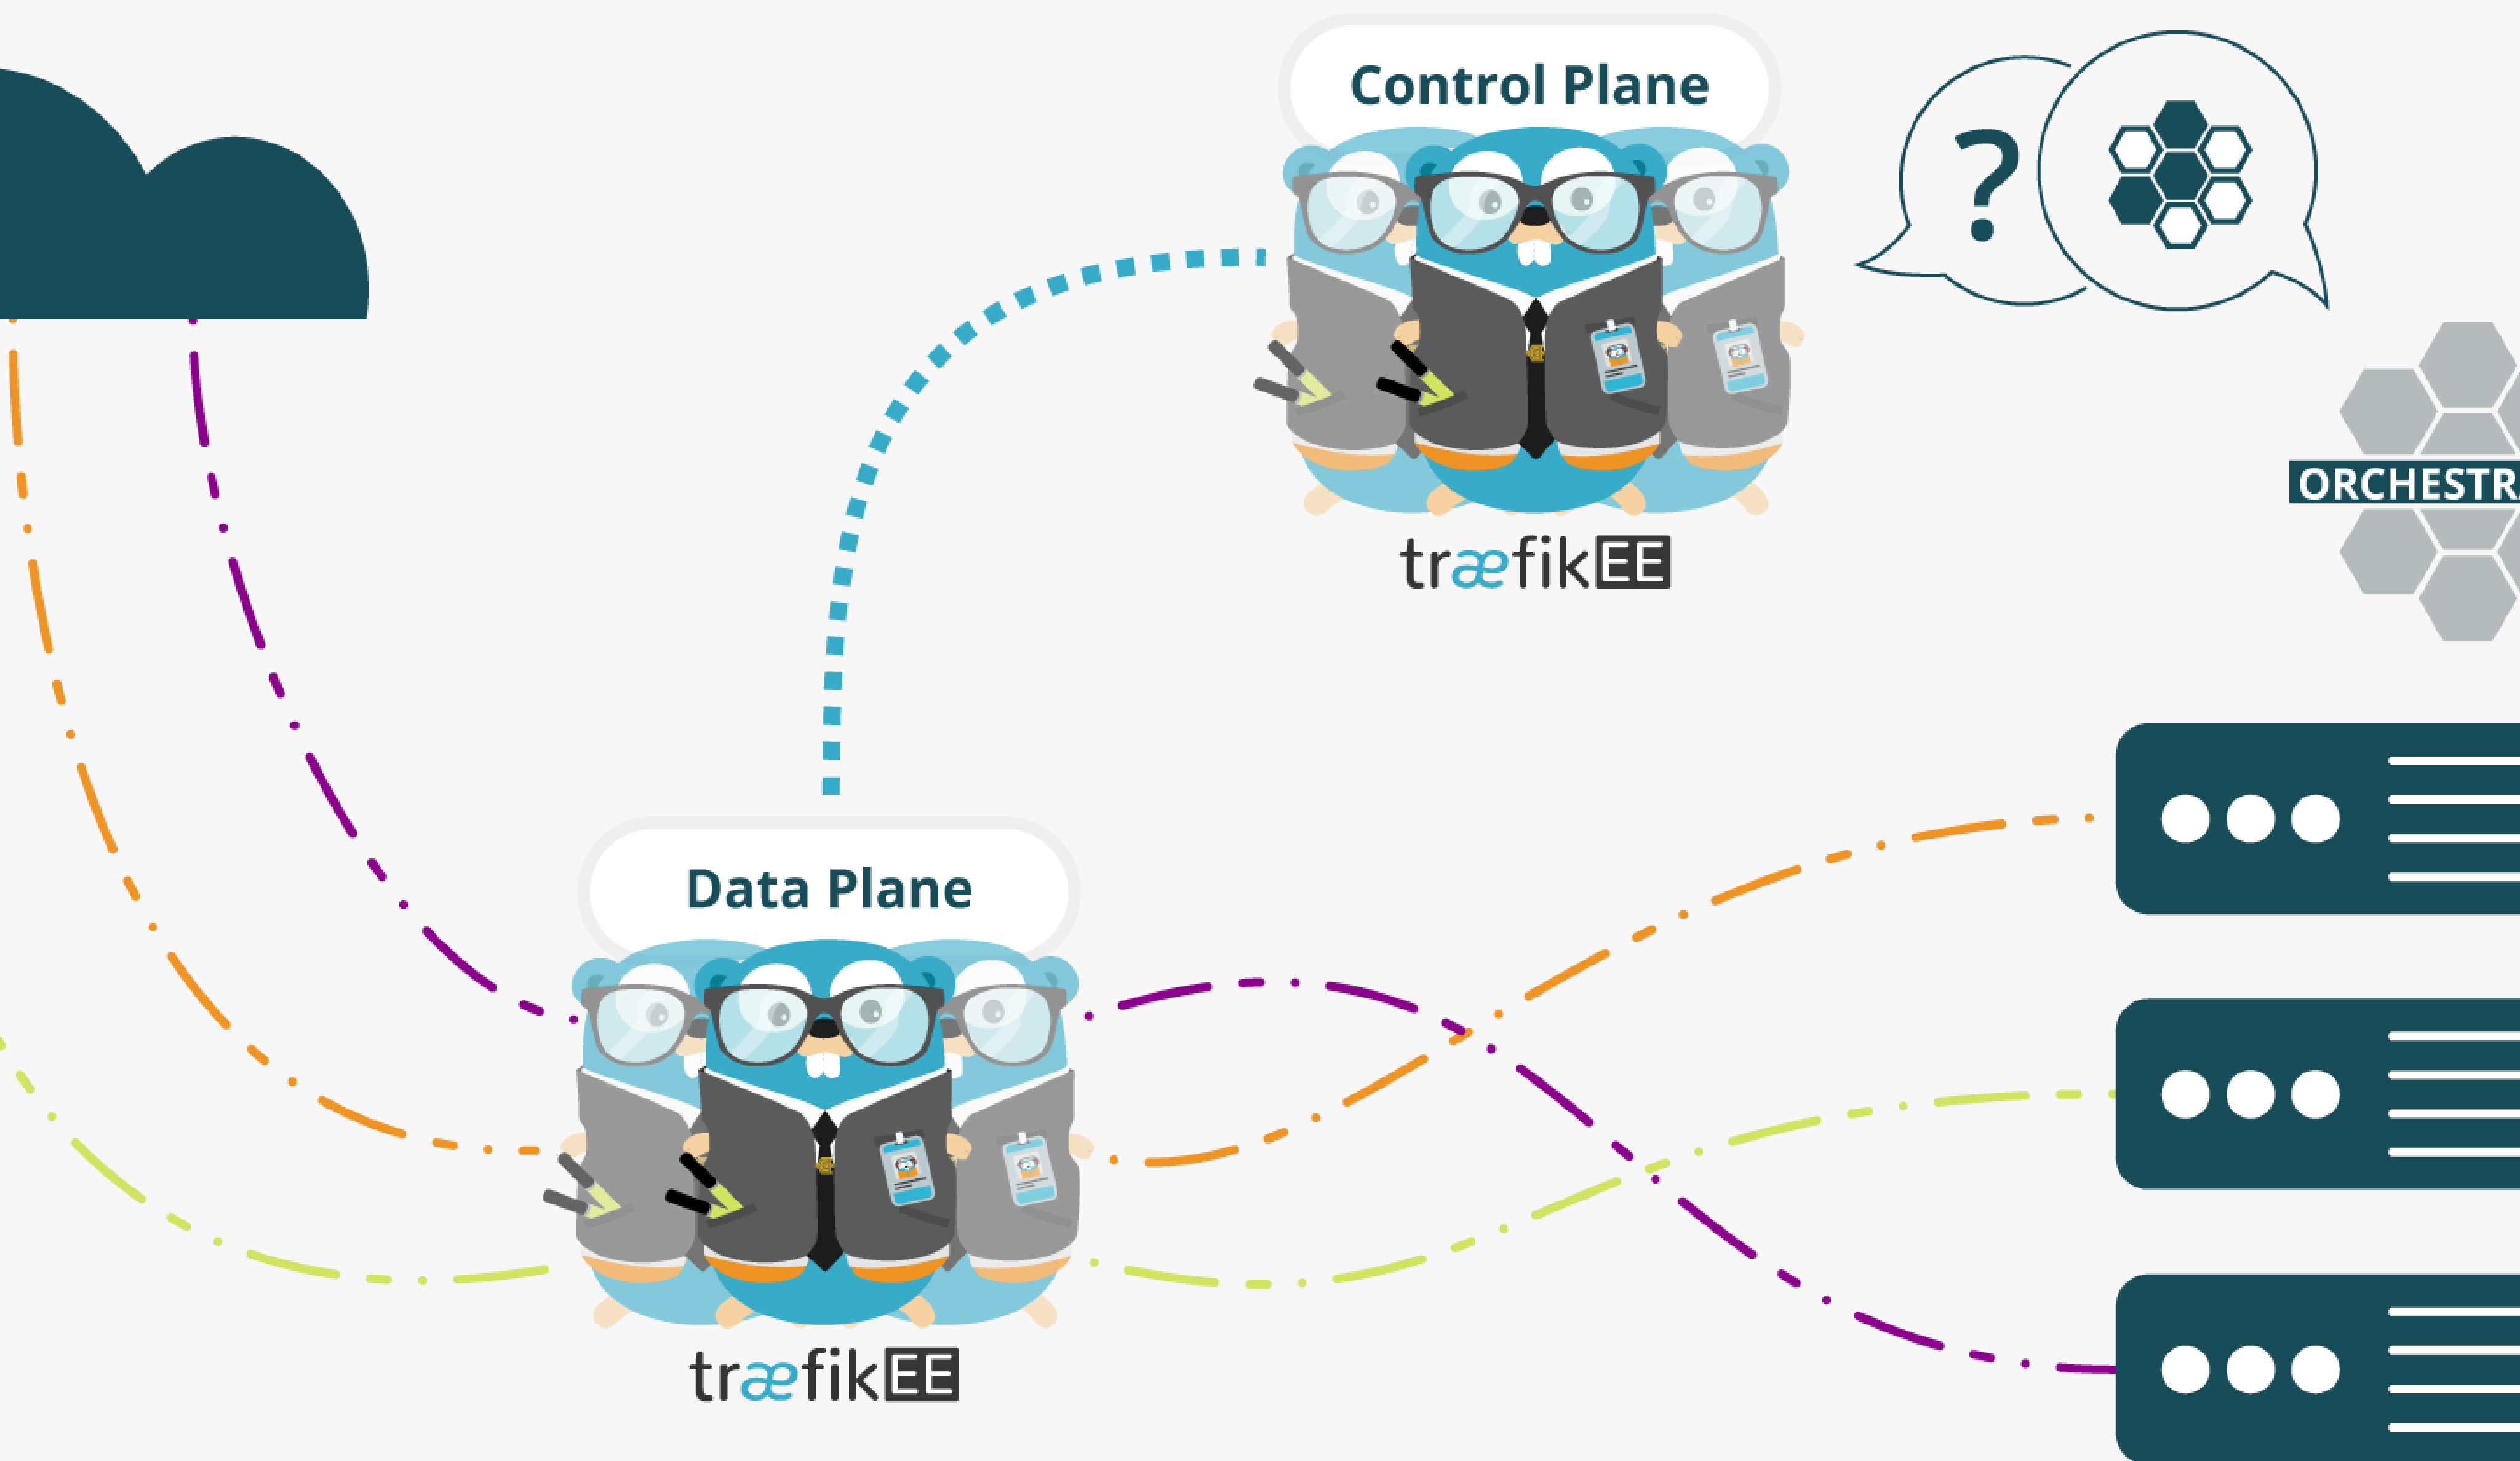 Control Plane
?
ORCHESTR
træfikEE
Data Plane
træfikEE